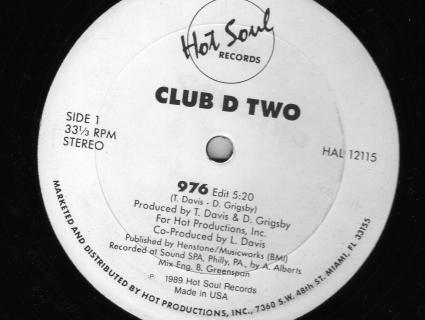 Hot Soul
RECORDS
CLUB D TWO
SIDE 1
33⅓ RPM
STEREO
HAL 12115
976 Edit 5:20
(T. Davis - D. Grigsby)
Produced by T. Davis & D. Grigsby
For Hot Productions, Inc.
Co-Produced by L. Davis
Published by Henstone/Musicworks (BMI)
Recorded at Sound SPA, Philly, PA., by A. Alberts
Mix Eng. B. Greenspan
℗ 1989 Hot Soul Records
Made in USA
MARKETED AND DISTRIBUTED BY HOT PRODUCTIONS, INC., 7360 S.W. 48th ST. MIAMI, FL 33155